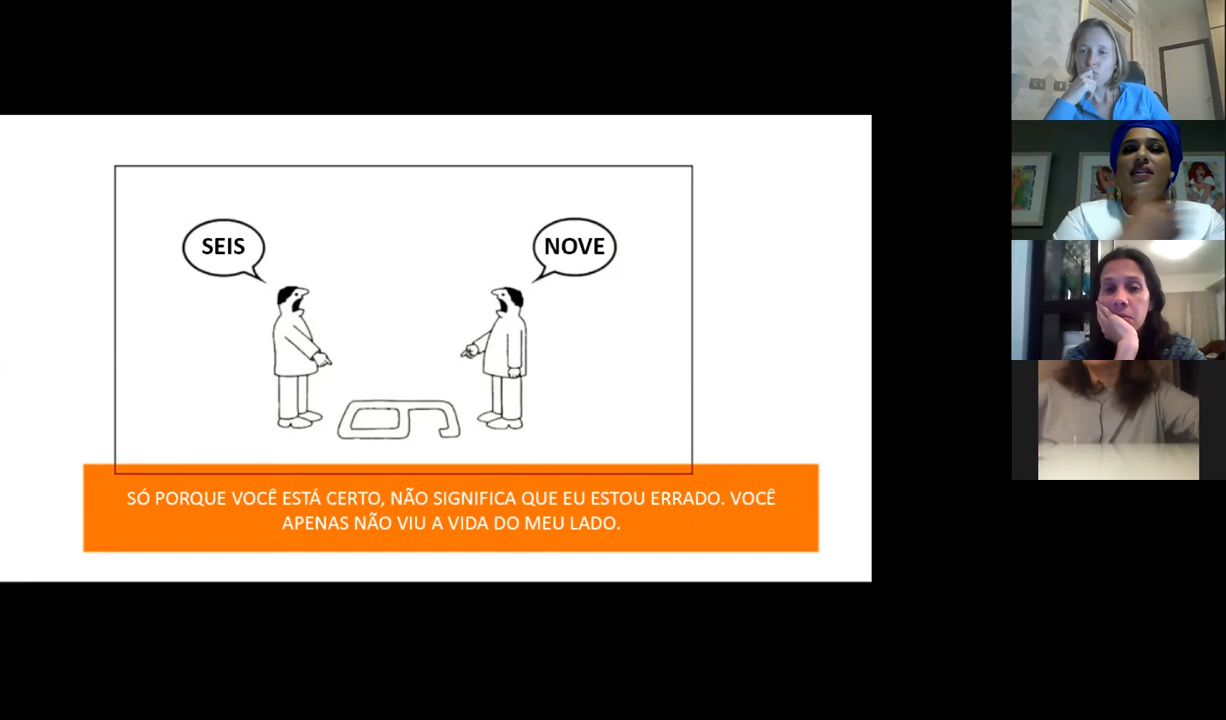 SEIS
NOVE
SÓ PORQUE VOCÊ ESTÁ CERTO, NÃO SIGNIFICA QUE EU ESTOU ERRADO. VOCÊ
APENAS NÃO VIU A VIDA DO MEU LADO.